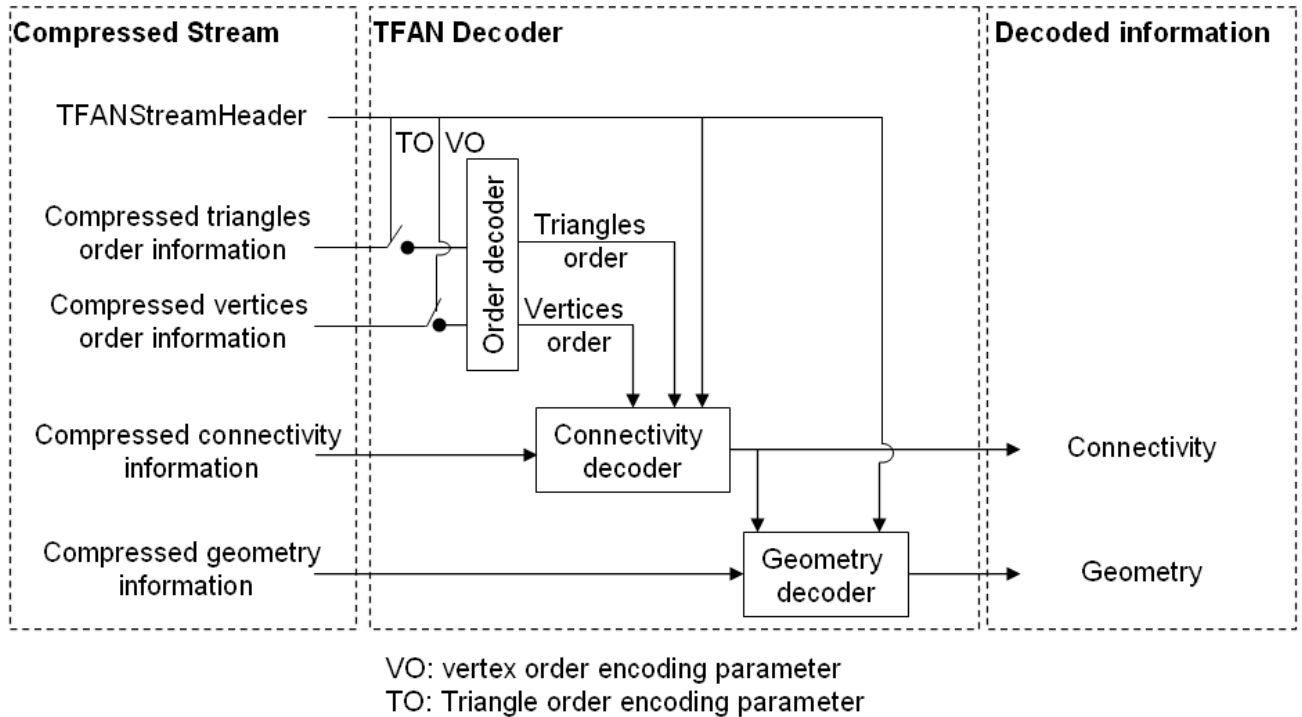 Compressed Stream
TFAN Decoder
Decoded information
TFANStreamHeader
TO
VO
Compressed triangles
order information
Order decoder
Triangles
order
Compressed vertices
order information
Vertices
order
Compressed connectivity
information
Connectivity
decoder
Connectivity
Compressed geometry
information
Geometry
decoder
Geometry
VO: vertex order encoding parameter
TO: Triangle order encoding parameter